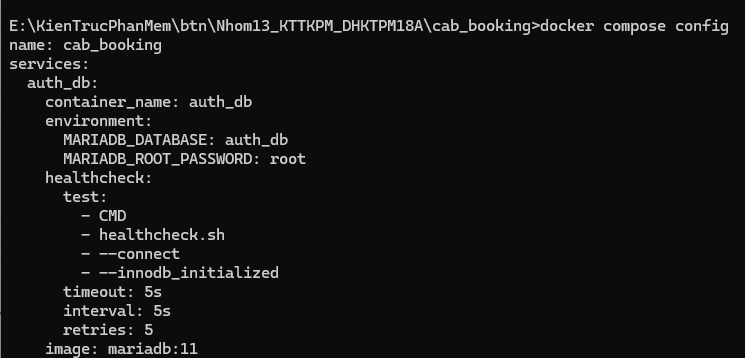 E:\KienTrucPhanMem\btn\Nhom13_KTTKPM_DHKTPM18A\cab_booking>docker compose config
name: cab_booking
services:
  auth_db:
    container_name: auth_db
    environment:
      MARIADB_DATABASE: auth_db
      MARIADB_ROOT_PASSWORD: root
    healthcheck:
      test:
        - CMD
        - healthcheck.sh
        - --connect
        - --innodb_initialized
      timeout: 5s
      interval: 5s
      retries: 5
    image: mariadb:11